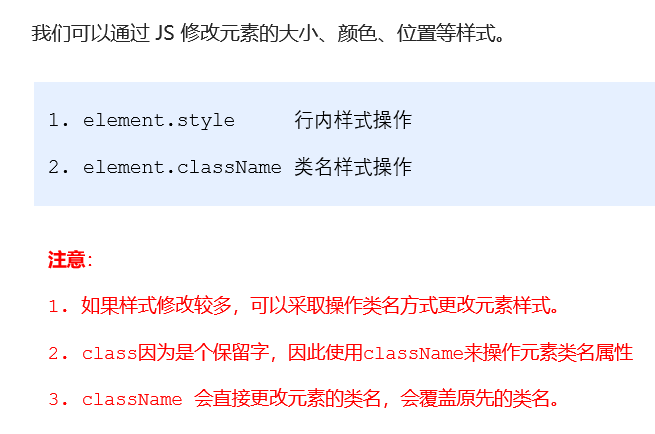 我们可以通过 JS 修改元素的大小、颜色、位置等样式。
1. element.style 行内样式操作
2. element.className 类名样式操作
注意：
1. 如果样式修改较多，可以采取操作类名方式更改元素样式。
2. class因为是个保留字，因此使用className来操作元素类名属性
3. className 会直接更改元素的类名，会覆盖原先的类名。